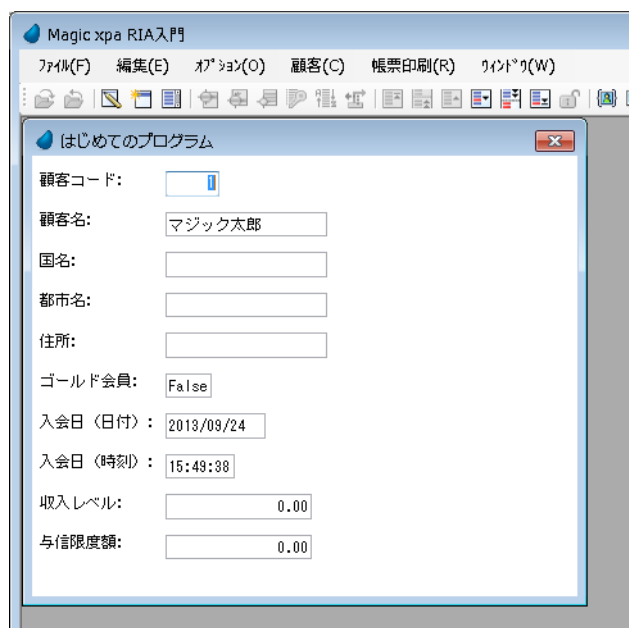 Magic xpa RIA入門
ﾌｧｲﾙ(F) 編集(E) ｵﾌﾟｼｮﾝ(O) 顧客(C) 帳票印刷(R) ｳｨﾝﾄﾞｳ(W)
はじめてのプログラム
顧客コード: 1
顧客名: マジック太郎
国名:
都市名:
住所:
ゴールド会員: False
入会日（日付）: 2013/09/24
入会日（時刻）: 15:49:38
収入レベル: 0.00
与信限度額: 0.00